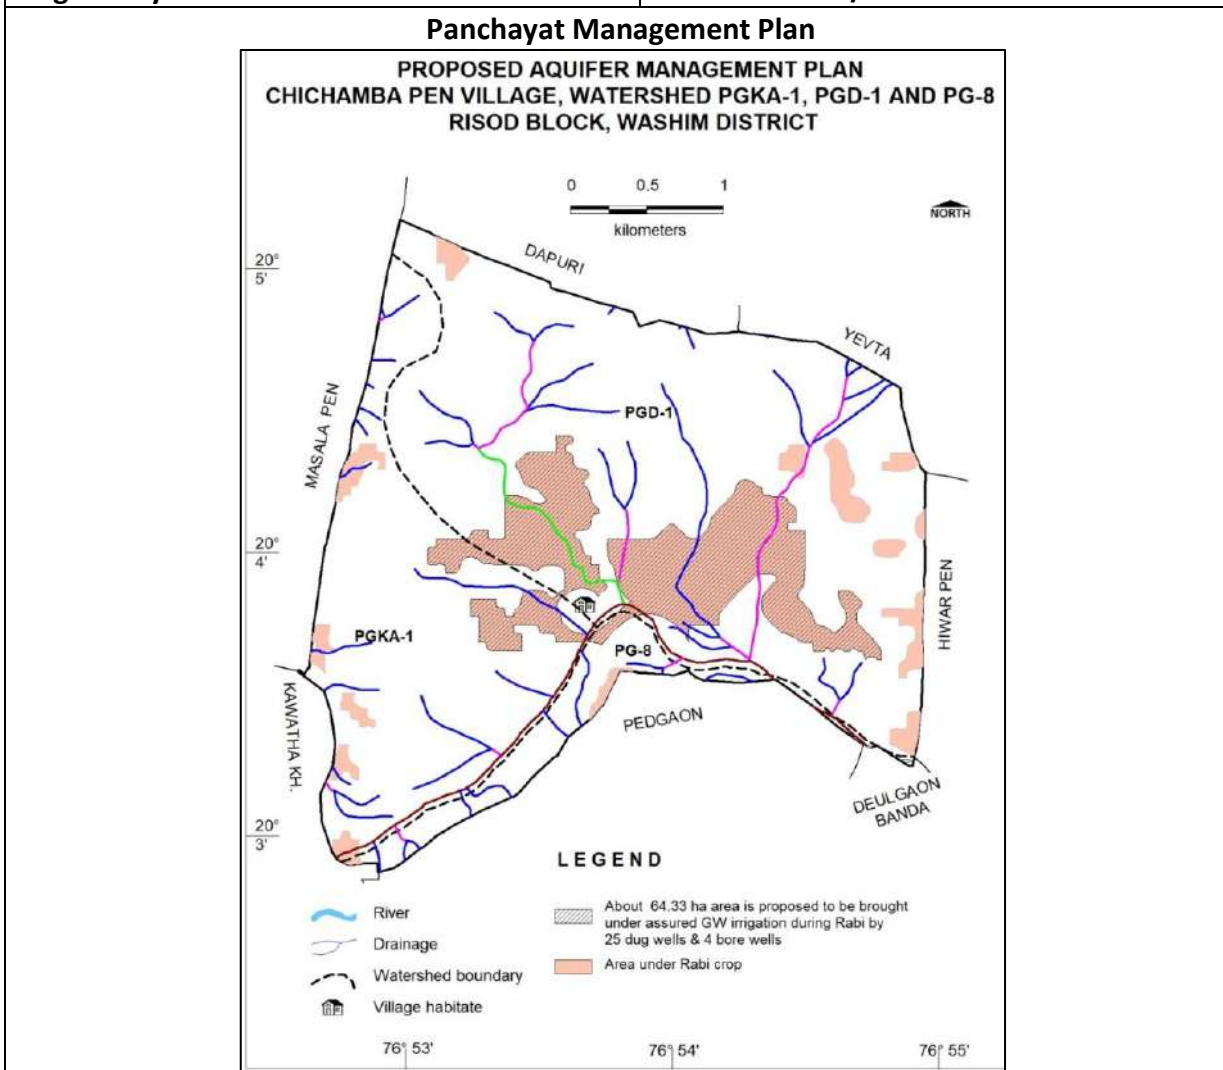 Panchayat Management Plan
PROPOSED AQUIFER MANAGEMENT PLAN
CHICHAMBA PEN VILLAGE, WATERSHED PGKA-1, PGD-1 AND PG-8
RISOD BLOCK, WASHIM DISTRICT
0 0.5 1
kilometers
NORTH
20°
5'
DAPURI
YEVTA
MASALA PEN
PGD-1
20°
4'
HIWAR PEN
PGKA-1
PG-8
KAWATHA KH.
PEDGAON
DEULGAON
BANDA
20°
3'
LEGEND
River
Drainage
Watershed boundary
Village habitate
About 64.33 ha area is proposed to be brought
under assured GW irrigation during Rabi by
25 dug wells & 4 bore wells
Area under Rabi crop
76° 53' 76° 54' 76° 55'